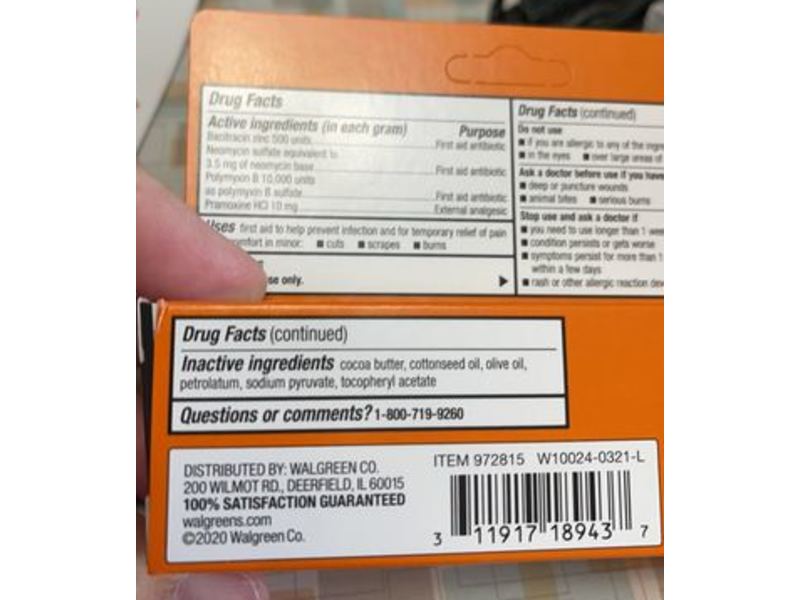 Drug Facts
Active ingredients (in each gram) Purpose
Bacitracin zinc 500 units First aid antibiotic
Neomycin sulfate equivalent to
3.5 mg of neomycin base First aid antibiotic
Polymyxin B 10,000 units
as polymyxin B sulfate First aid antibiotic
Pramoxine HCl 10 mg External analgesic
Uses first aid to help prevent infection and for temporary relief of pain
in minor: ■ cuts ■ scrapes ■ burns
only.
Drug Facts (continued)
Do not use
■ if you are allergic to any of the
■ in the eyes ■ over large areas of
Ask a doctor before use if you have
■ deep or puncture wounds
■ animal bites ■ serious burns
Stop use and ask a doctor if
■ you need to use longer than 1
■ condition persists or gets worse
■ symptoms persist for more than 1
within a few days
■ rash or other allergic reaction
Drug Facts (continued)
Inactive ingredients cocoa butter, cottonseed oil, olive oil,
petrolatum, sodium pyruvate, tocopheryl acetate
Questions or comments? 1-800-719-9260
DISTRIBUTED BY: WALGREEN CO.
200 WILMOT RD., DEERFIELD, IL 60015
100% SATISFACTION GUARANTEED
walgreens.com
©2020 Walgreen Co.
ITEM 972815 W10024-0321-L
3 11917 18943 7